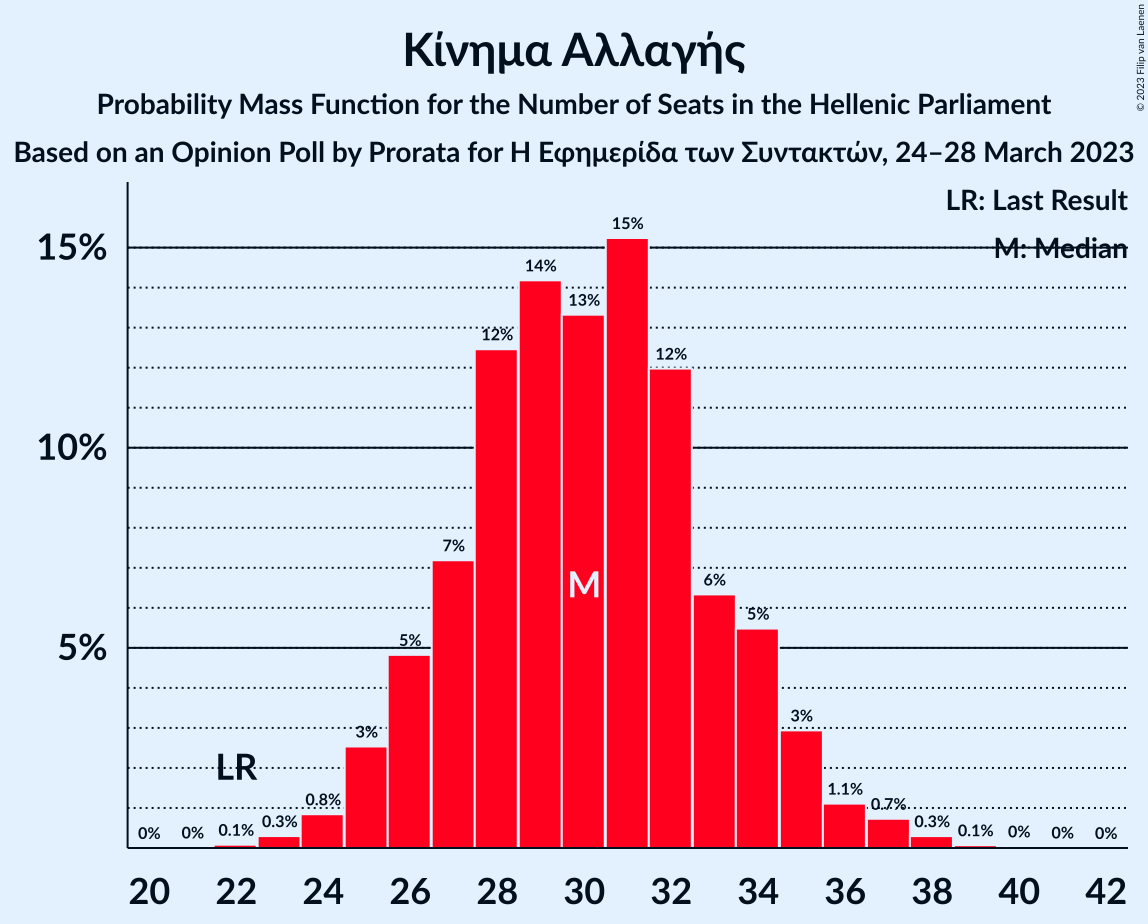 Κίνημα Αλλαγής
Probability Mass Function for the Number of Seats in the Hellenic Parliament
Based on an Opinion Poll by Prorata for Η Εφημερίδα των Συντακτών, 24–28 March 2023
© 2023 Filip van Laenen
LR: Last Result
M: Median
15%
10%
5%
0%
0%
0.1%
0.3%
0.8%
3%
5%
7%
12%
14%
13%
15%
12%
6%
5%
3%
1.1%
0.7%
0.3%
0.1%
0%
0%
0%
LR
M
20 22 24 26 28 30 32 34 36 38 40 42